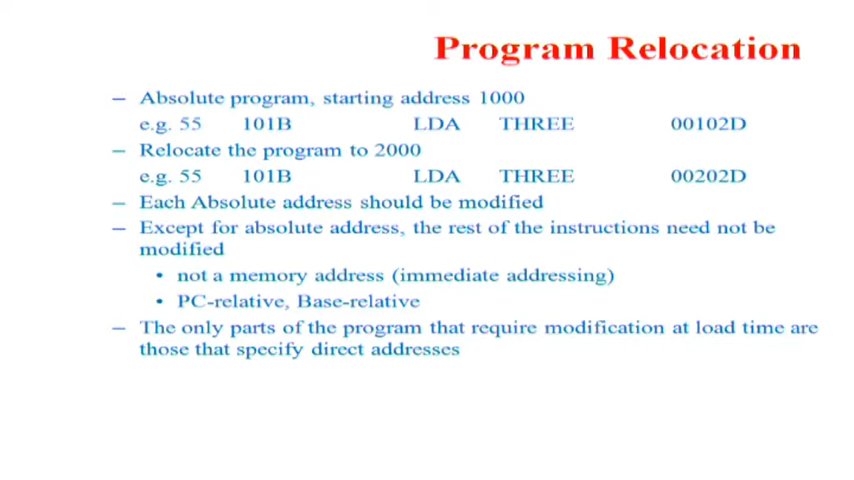 Program Relocation
– Absolute program, starting address 1000
e.g. 55 101B LDA THREE 00102D
– Relocate the program to 2000
e.g. 55 101B LDA THREE 00202D
– Each Absolute address should be modified
– Except for absolute address, the rest of the instructions need not be
modified
• not a memory address (immediate addressing)
• PC-relative, Base-relative
– The only parts of the program that require modification at load time are
those that specify direct addresses